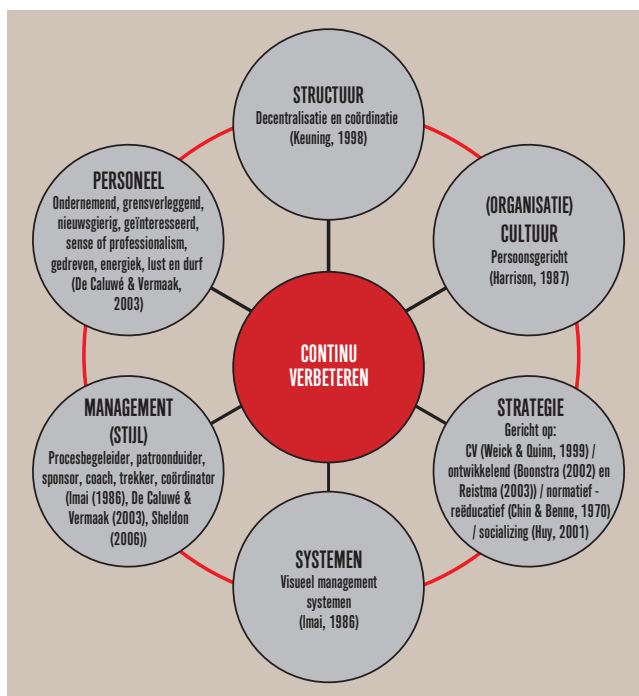 STRUCTUUR
Decentralisatie en coördinatie
(Keuning, 1998)
PERSONEEL
Ondernemend, grensverleggend,
nieuwsgierig, geïnteresseerd,
sense of professionalism,
gedreven, energiek, lust en durf
(De Caluwé & Vermaak,
2003)
(ORGANISATIE)
CULTUUR
Persoonsgericht
(Harrison, 1987)
CONTINU
VERBETEREN
MANAGEMENT
(STIJL)
Procesbegeleider, patroonduider,
sponsor, coach, trekker, coördinator
(Imai (1986), De Caluwé &
Vermaak (2003), Sheldon
(2006))
STRATEGIE
Gericht op:
CV (Weick & Quinn, 1999) /
ontwikkelend (Boonstra (2002) en
Reistma (2003)) / normatief -
reëducatief (Chin & Benne, 1970)
/ socializing (Huy, 2001)
SYSTEMEN
Visueel management
systemen
(Imai, 1986)